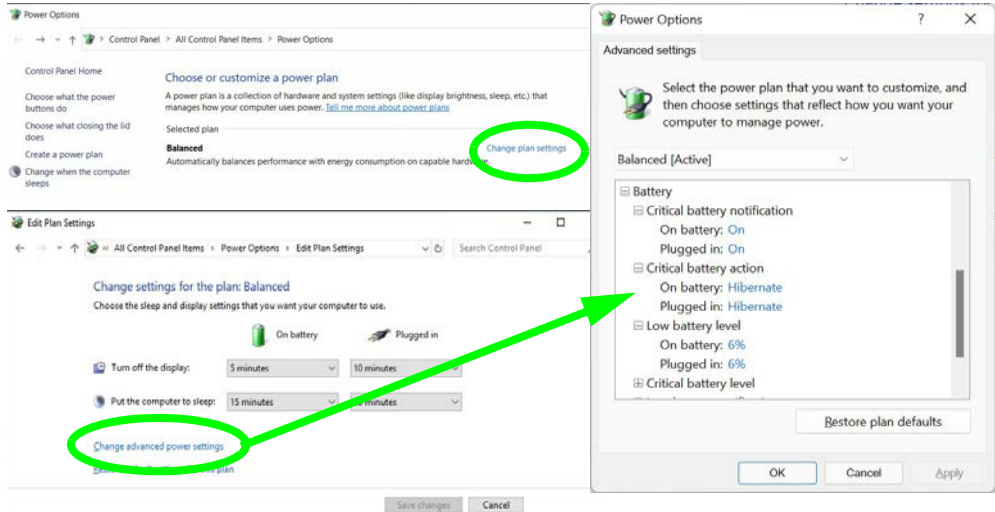 Power Options
Control Panel > All Control Panel Items > Power Options
Control Panel Home
Choose what the power
buttons do
Choose what closing the lid
does
Create a power plan
Change when the computer
sleeps
Choose or customize a power plan
A power plan is a collection of hardware and system settings (like display brightness, sleep, etc.) that
manages how your computer uses power. Tell me more about power plans
Selected plan
Balanced
Change plan settings
Automatically balances performance with energy consumption on capable hardware.
Edit Plan Settings
« All Control Panel Items > Power Options > Edit Plan Settings
Search Control Panel
Change settings for the plan: Balanced
Choose the sleep and display settings that you want your computer to use.
On battery
Plugged in
Turn off the display:
5 minutes
10 minutes
Put the computer to sleep:
15 minutes
minutes
Change advanced power settings
plan
Save changes
Cancel
Power Options
? X
Advanced settings
Select the power plan that you want to customize, and
then choose settings that reflect how you want your
computer to manage power.
Balanced [Active]
Battery
Critical battery notification
On battery: On
Plugged in: On
Critical battery action
On battery: Hibernate
Plugged in: Hibernate
Low battery level
On battery: 6%
Plugged in: 6%
Critical battery level
Restore plan defaults
OK
Cancel
Apply